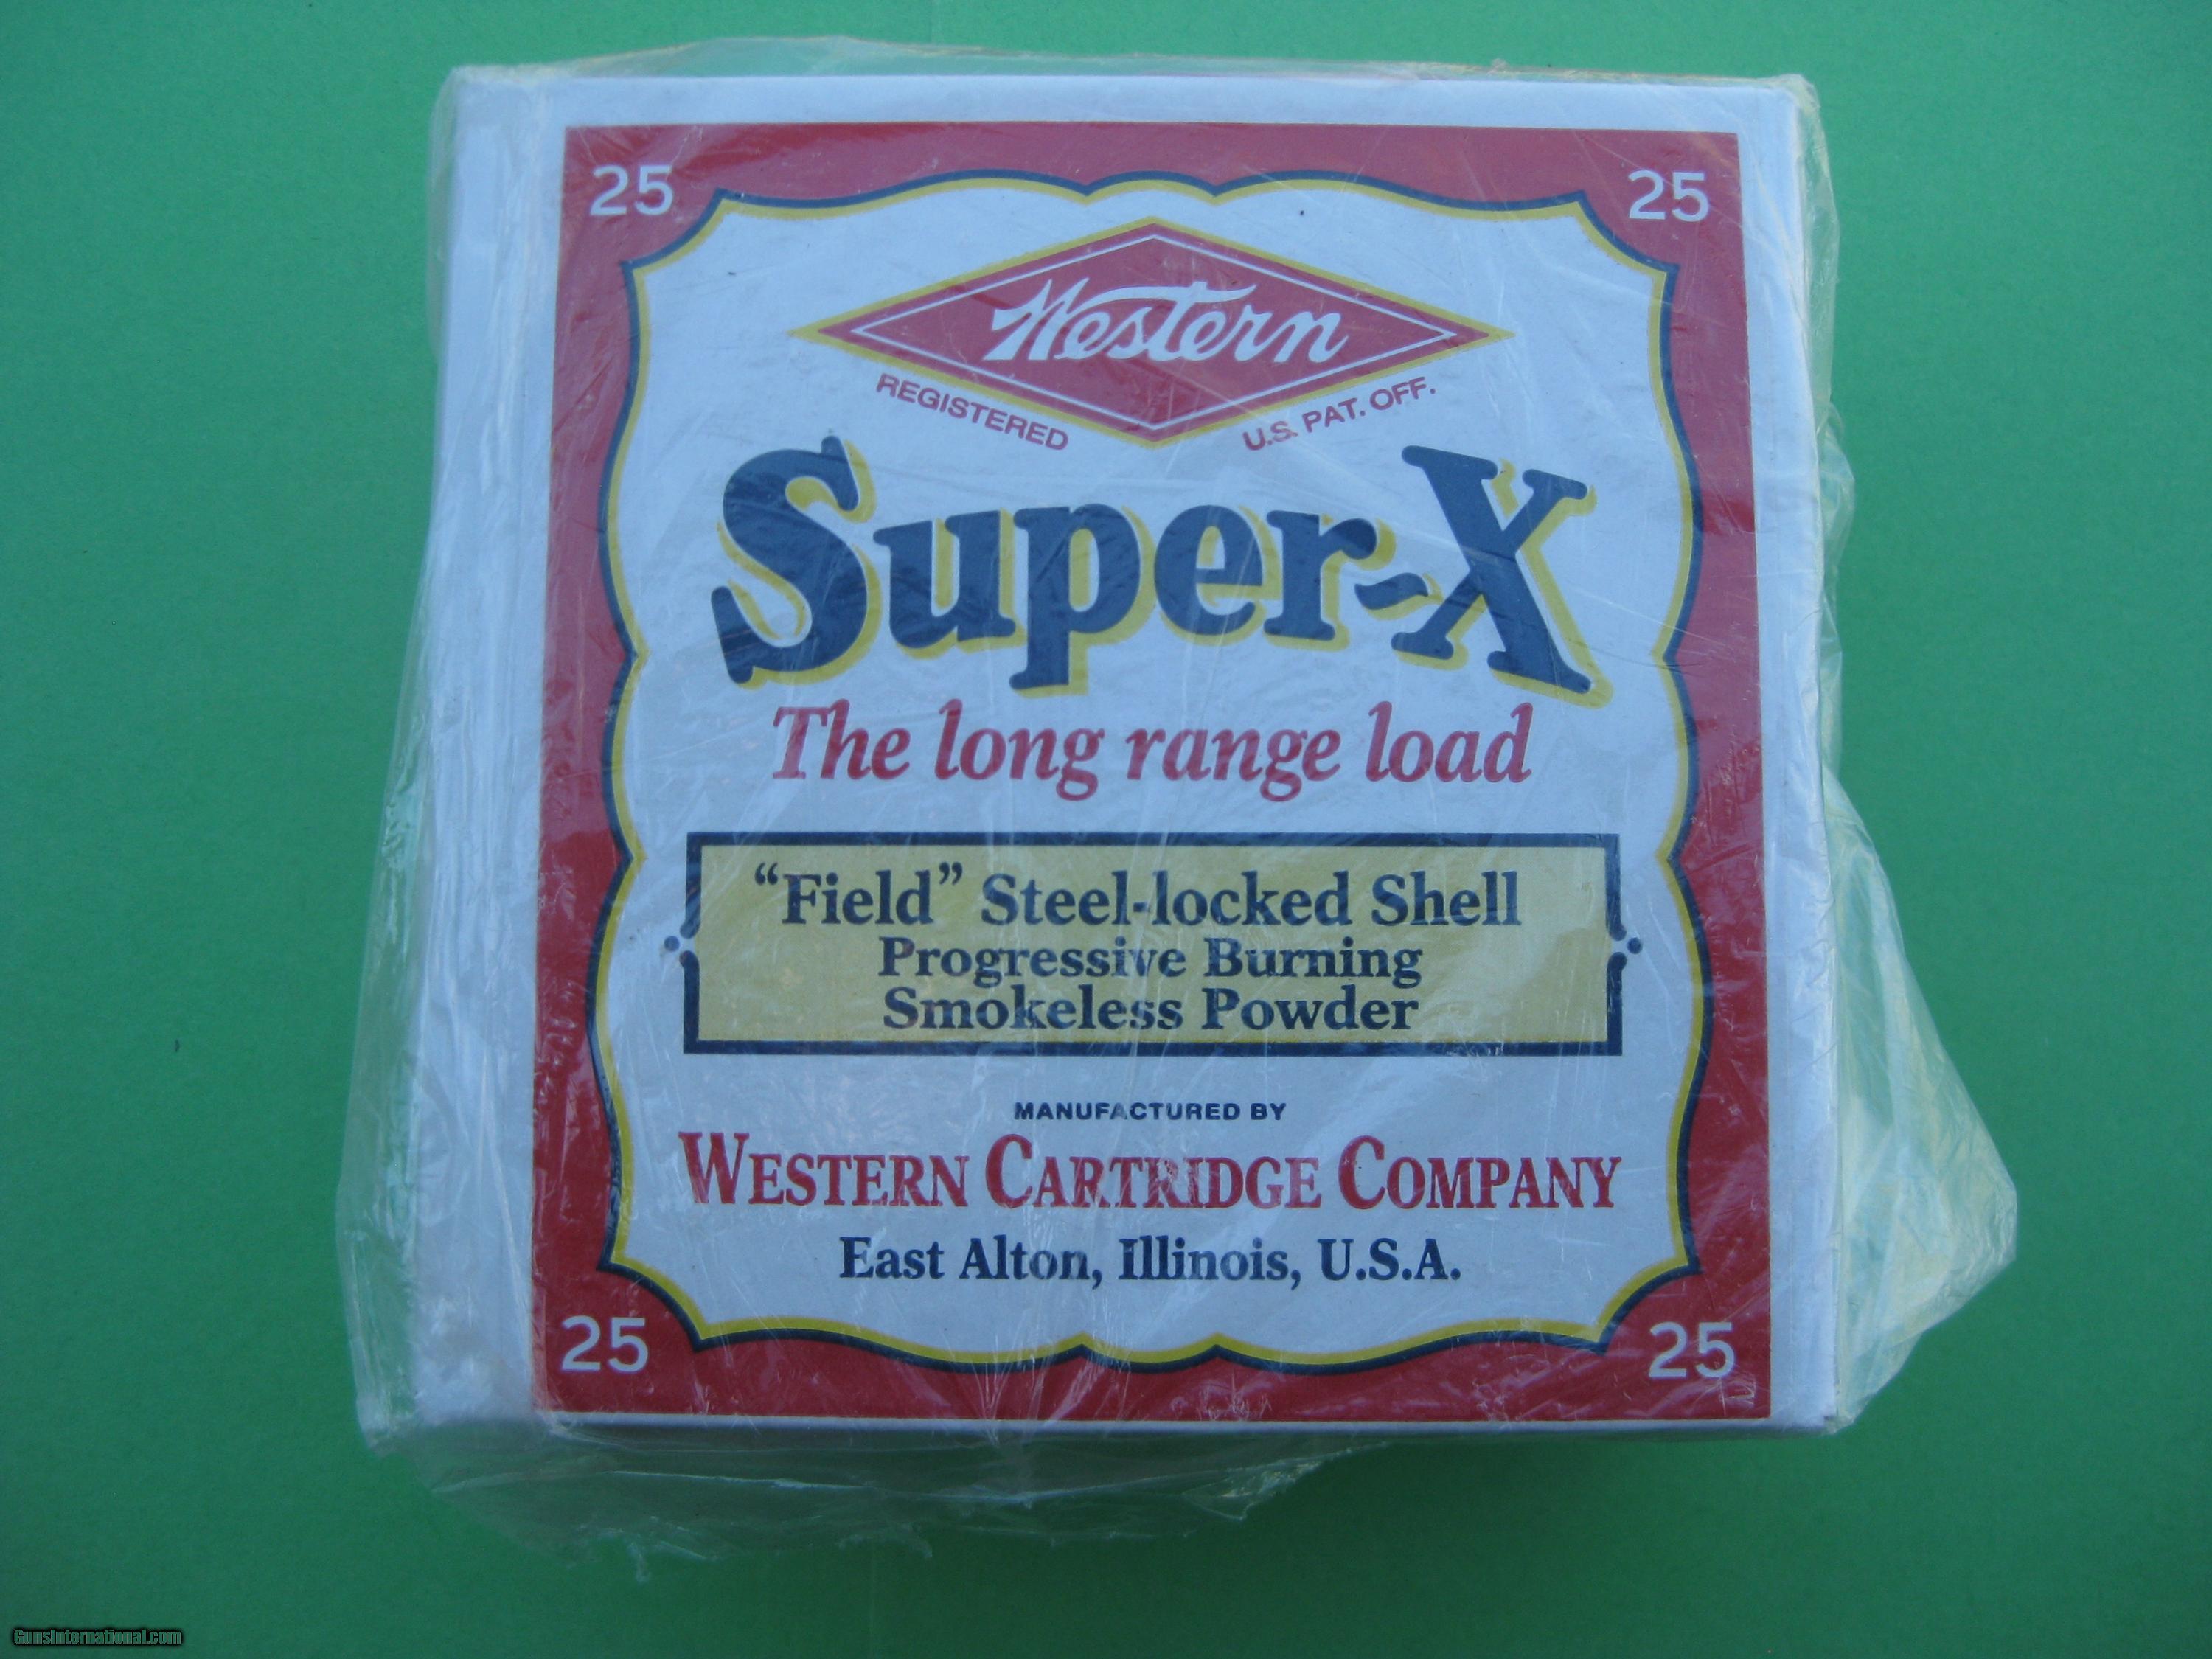 25 25
Western
REGISTERED U.S. PAT. OFF.
Super-X
The long range load
“Field” Steel-locked Shell
Progressive Burning
Smokeless Powder
MANUFACTURED BY
WESTERN CARTRIDGE COMPANY
East Alton, Illinois, U.S.A.
25 25
GunsInternational.com